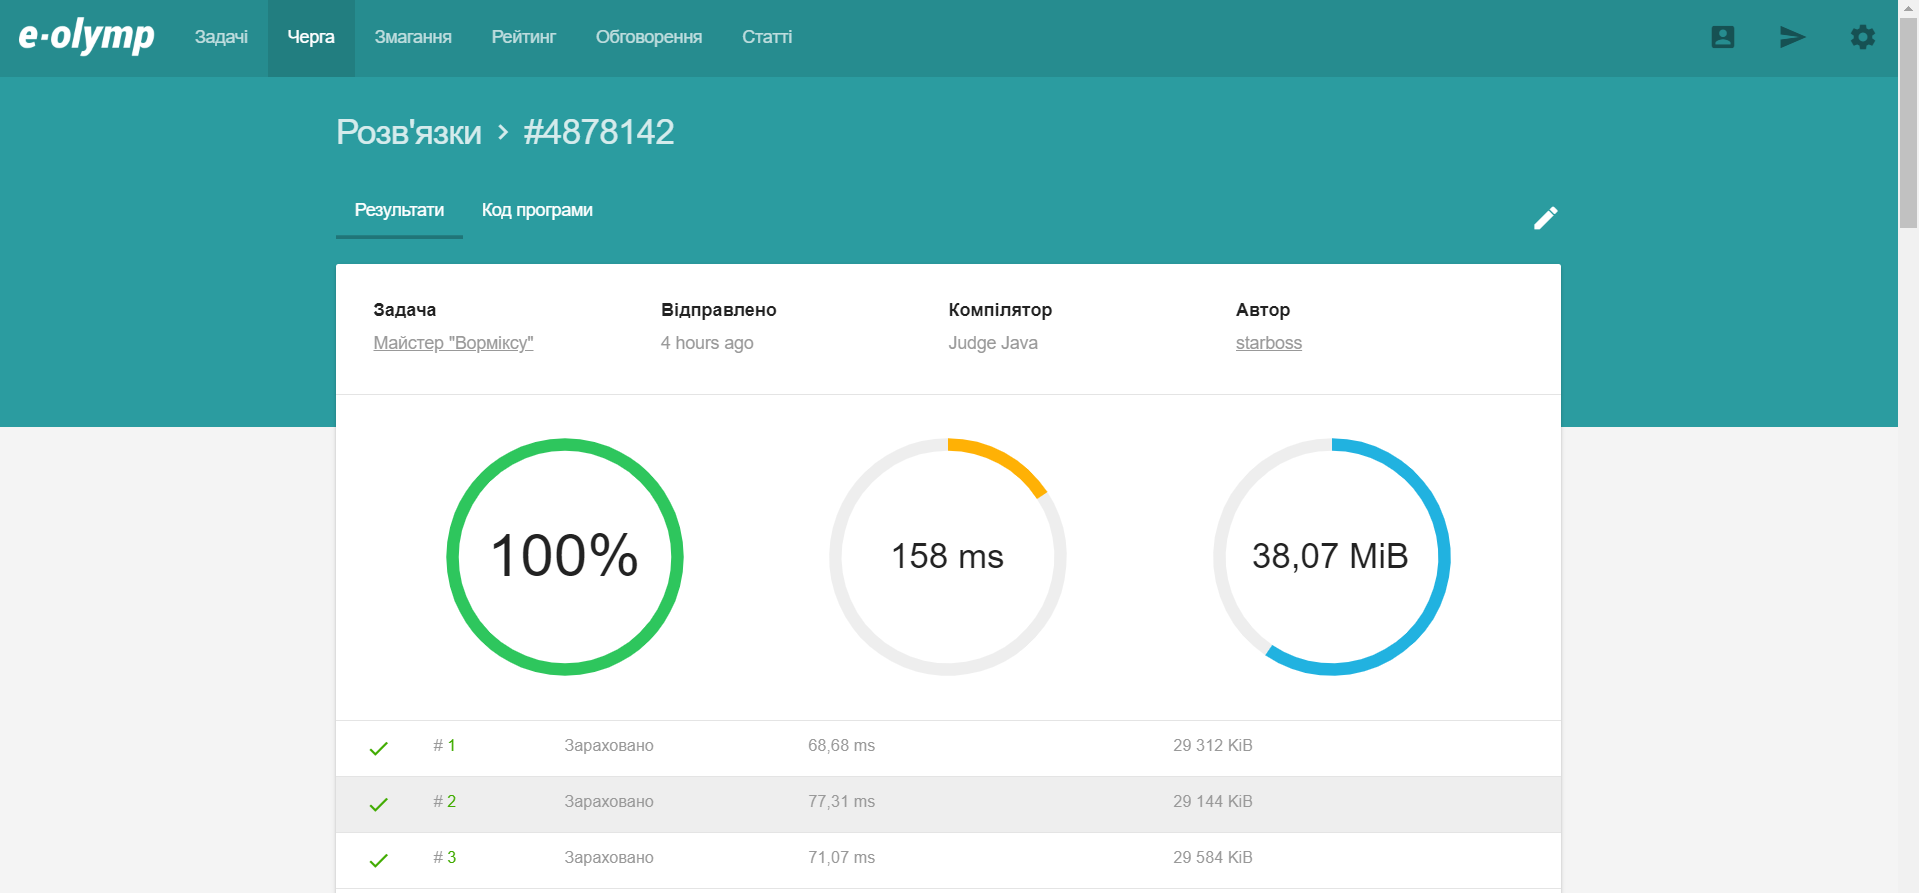 e-olymp Задачі Черга Змагання Рейтинг Обговорення Статті
Розв'язки > #4878142
Результати Код програми
Задача Відправлено Компілятор Автор
Майстер "Ворміксу" 4 hours ago Judge Java starboss
100% 158 ms 38,07 MiB
# 1 Зараховано 68,68 ms 29 312 KiB
# 2 Зараховано 77,31 ms 29 144 KiB
# 3 Зараховано 71,07 ms 29 584 KiB